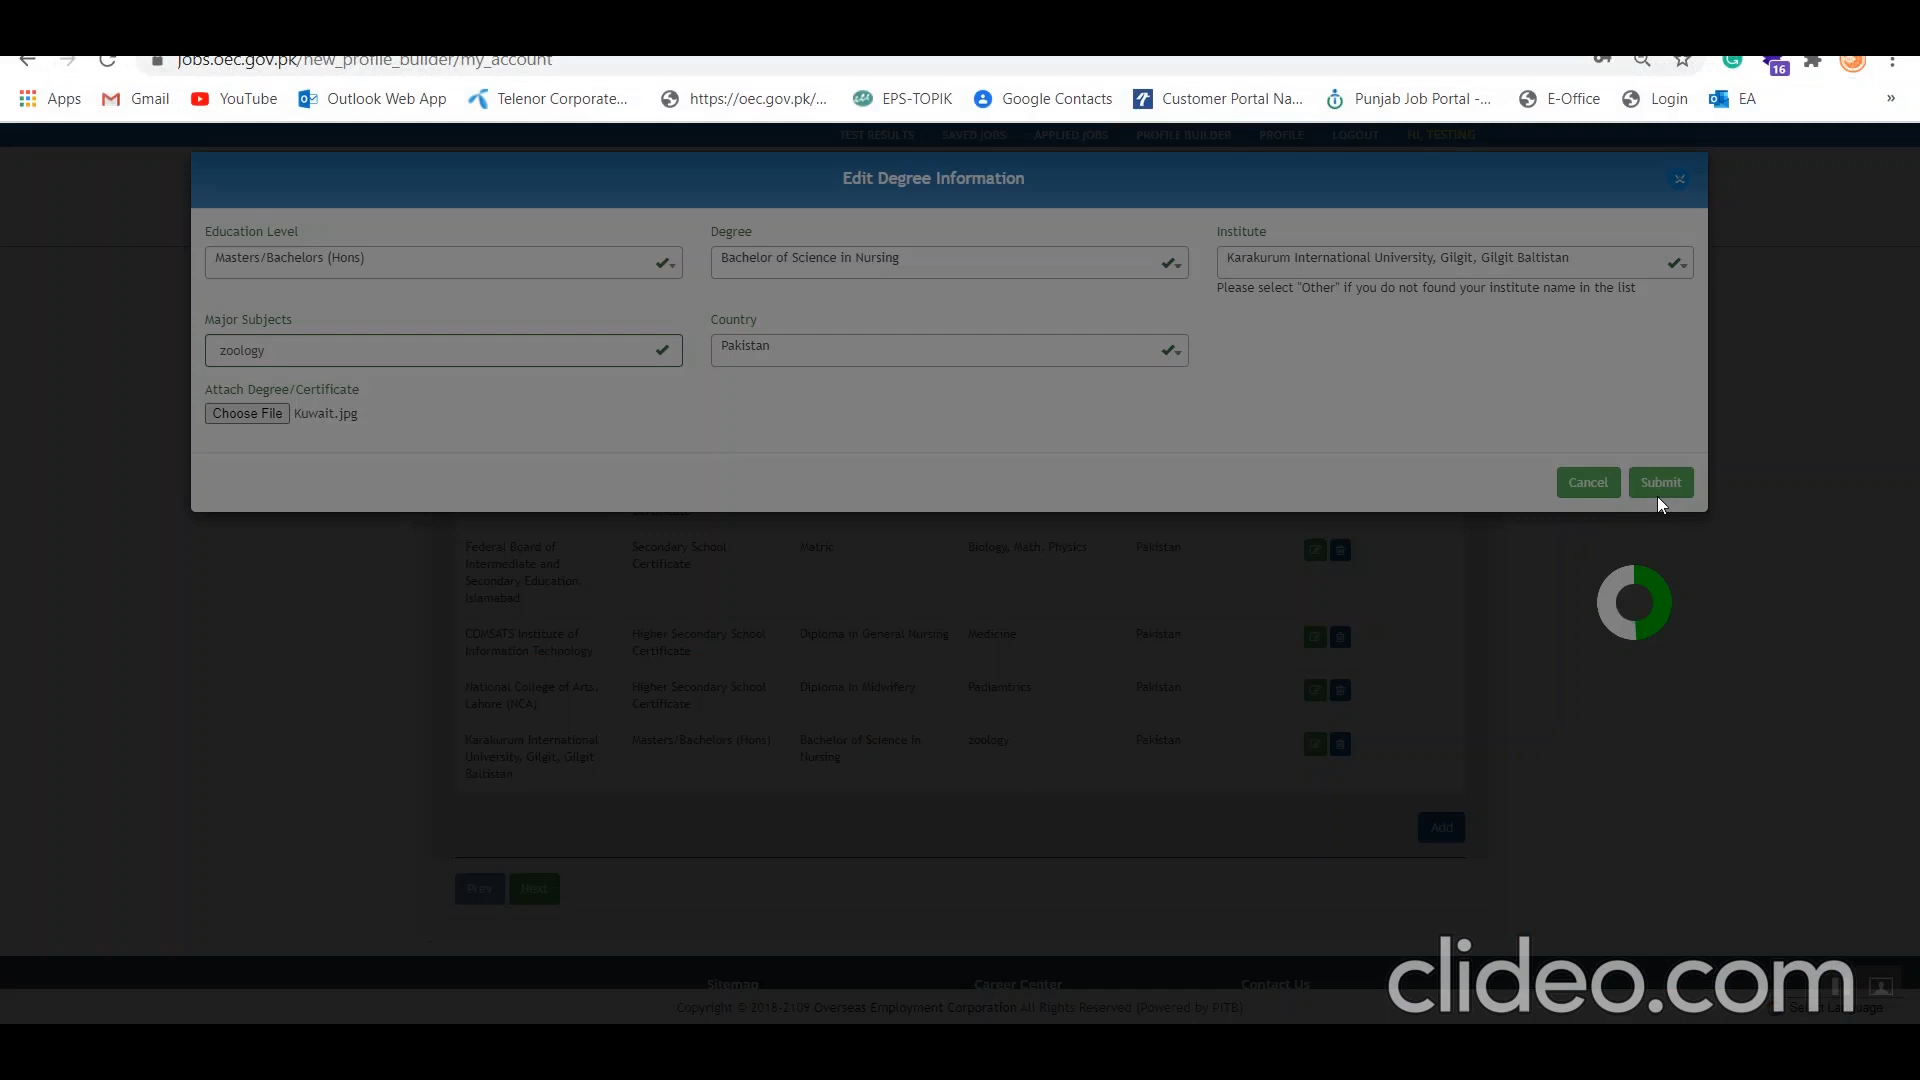 jobs.oec.gov.pk/new_profile_builder/my_account
16
Apps Gmail YouTube Outlook Web App Telenor Corporate... https://oec.gov.pk/... EPS-TOPIK Google Contacts Customer Portal Na... Punjab Job Portal -... E-Office Login EA »
TEST RESULTS SAVED JOBS APPLIED JOBS PROFILE BUILDER PROFILE LOGOUT HI, TESTING
Edit Degree Information
Education Level Degree Institute
Masters/Bachelors (Hons) Bachelor of Science in Nursing Karakurum International University, Gilgit, Gilgit Baltistan
Please select "Other" if you do not found your institute name in the list
Major Subjects Country
zoology Pakistan
Attach Degree/Certificate
Choose File Kuwait.jpg
Cancel Submit
Federal Board of Secondary School Matric Biology, Math, Physics Pakistan
Intermediate and Certificate
Secondary Education,
Islamabad
COMSATS Institute of Higher Secondary School Diploma in General Nursing Medicine Pakistan
Information Technology Certificate
National College of Arts, Higher Secondary School Diploma in Midwifery Padiamtrics Pakistan
Lahore (NCA) Certificate
Karakurum International Masters/Bachelors (Hons) Bachelor of Science in zoology Pakistan
University, Gilgit, Gilgit Nursing
Baltistan
Add
Prev Next
Sitemap Career Center Contact Us
Copyright © 2018-2109 Overseas Employment Corporation All Rights Reserved (Powered by PITB)
Select Language
clideo.com